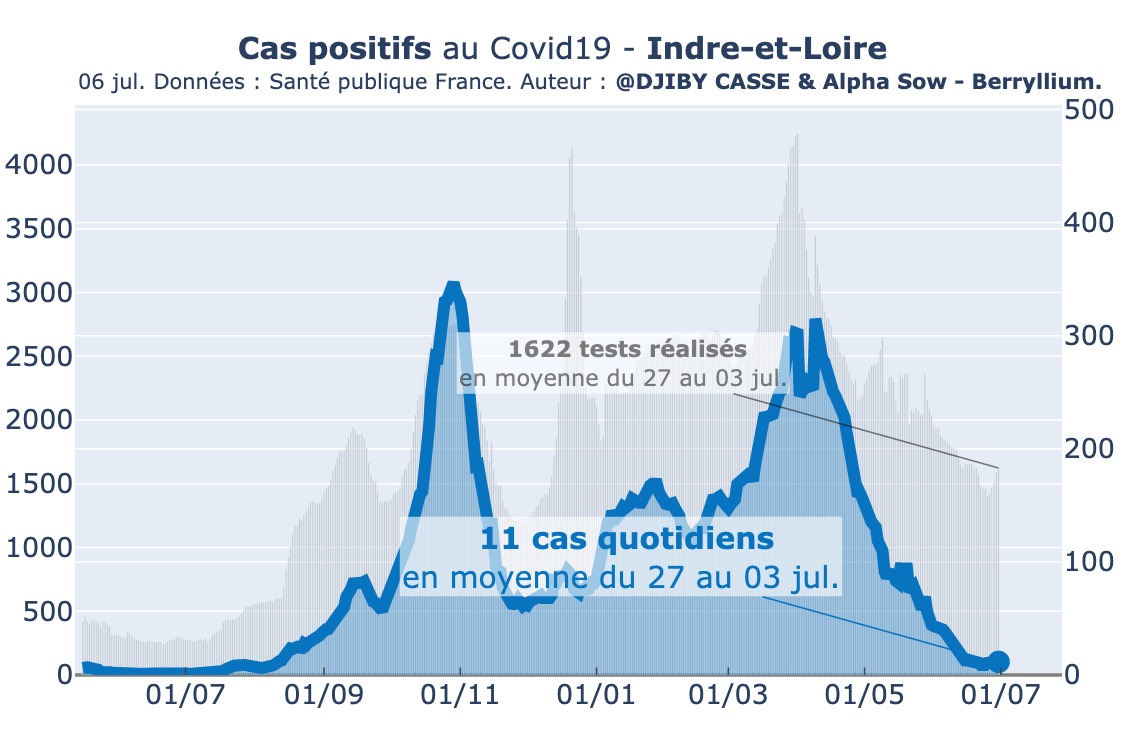 Cas positifs au Covid19 - Indre-et-Loire
06 jul. Données : Santé publique France. Auteur : @DJIBY CASSE & Alpha Sow - Berryllium.
500
4000
3500
400
3000
300
2500
2000
200
1500
1000
100
500
0
0
1622 tests réalisés
en moyenne du 27 au 03 jul.
11 cas quotidiens
en moyenne du 27 au 03 jul.
01/07 01/09 01/11 01/01 01/03 01/05 01/07